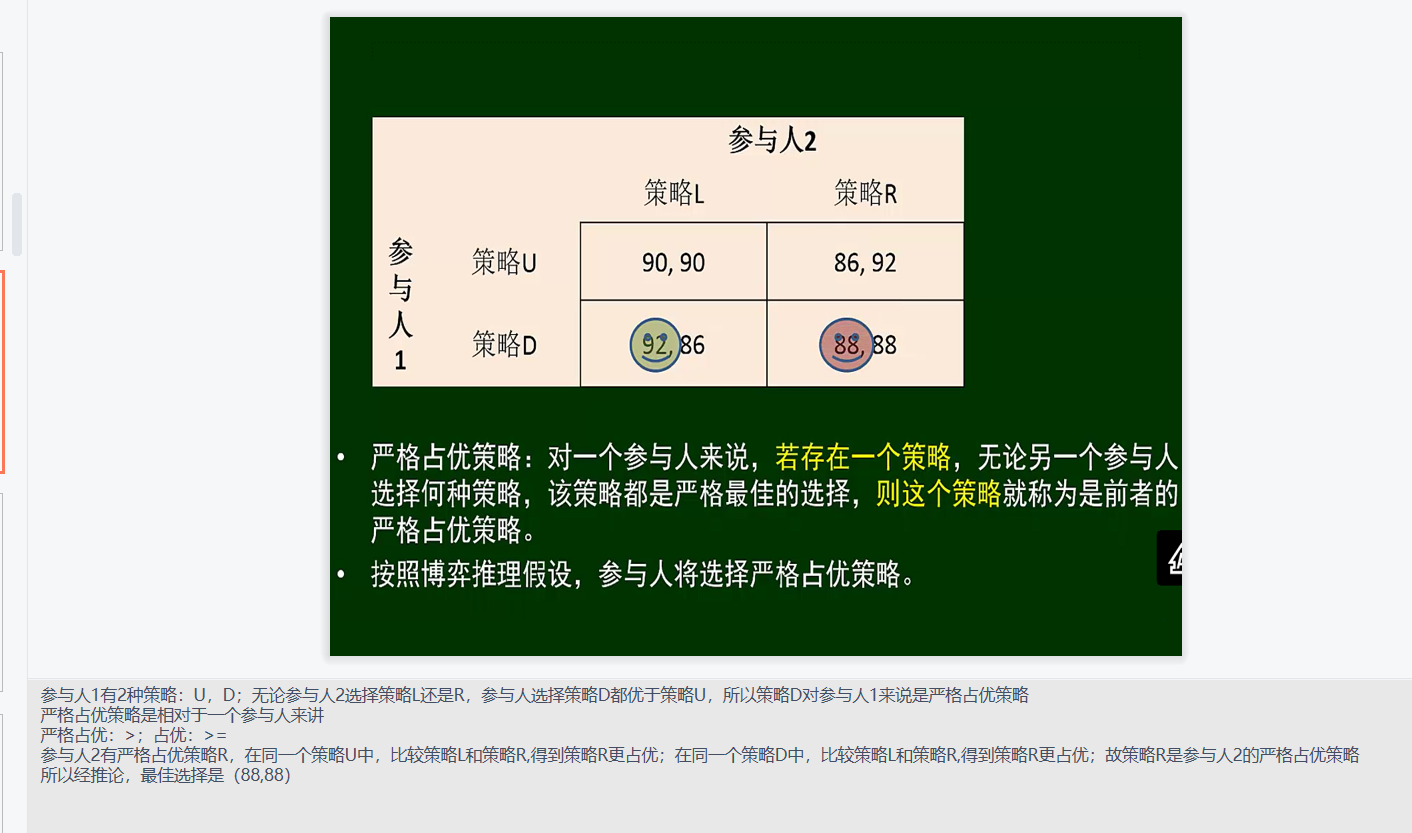 参与人2
策略L 策略R
参与人1
策略U 90, 90 86, 92
策略D 92, 86 88, 88
• 严格占优策略：对一个参与人来说，若存在一个策略，无论另一个参与人
选择何种策略，该策略都是严格最佳的选择，则这个策略就称为是前者的
严格占优策略。
• 按照博弈推理假设，参与人将选择严格占优策略。
参与人1有2种策略：U，D；无论参与人2选择策略L还是R，参与人选择策略D都优于策略U，所以策略D对参与人1来说是严格占优策略
严格占优策略是相对于一个参与人来讲
严格占优：>；占优：>=
参与人2有严格占优策略R，在同一个策略U中，比较策略L和策略R,得到策略R更占优；在同一个策略D中，比较策略L和策略R,得到策略R更占优；故策略R是参与人2的严格占优策略
所以经推论，最佳选择是（88,88）